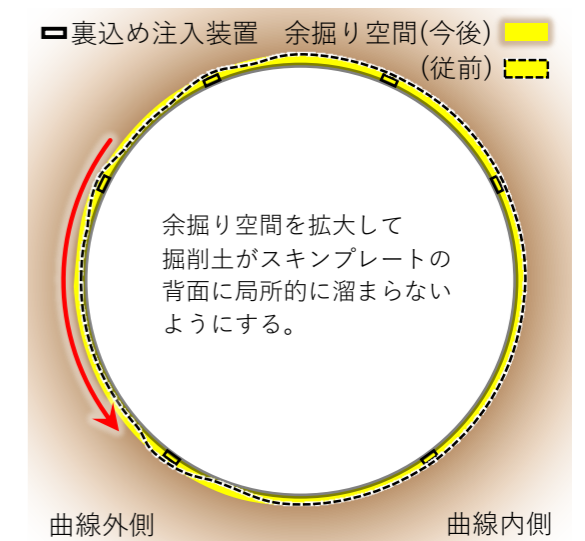 裏込め注入装置 余掘り空間(今後)
(従前)
余掘り空間を拡大して
掘削土がスキンプレートの
背面に局所的に溜まらない
ようにする。
曲線外側 曲線内側